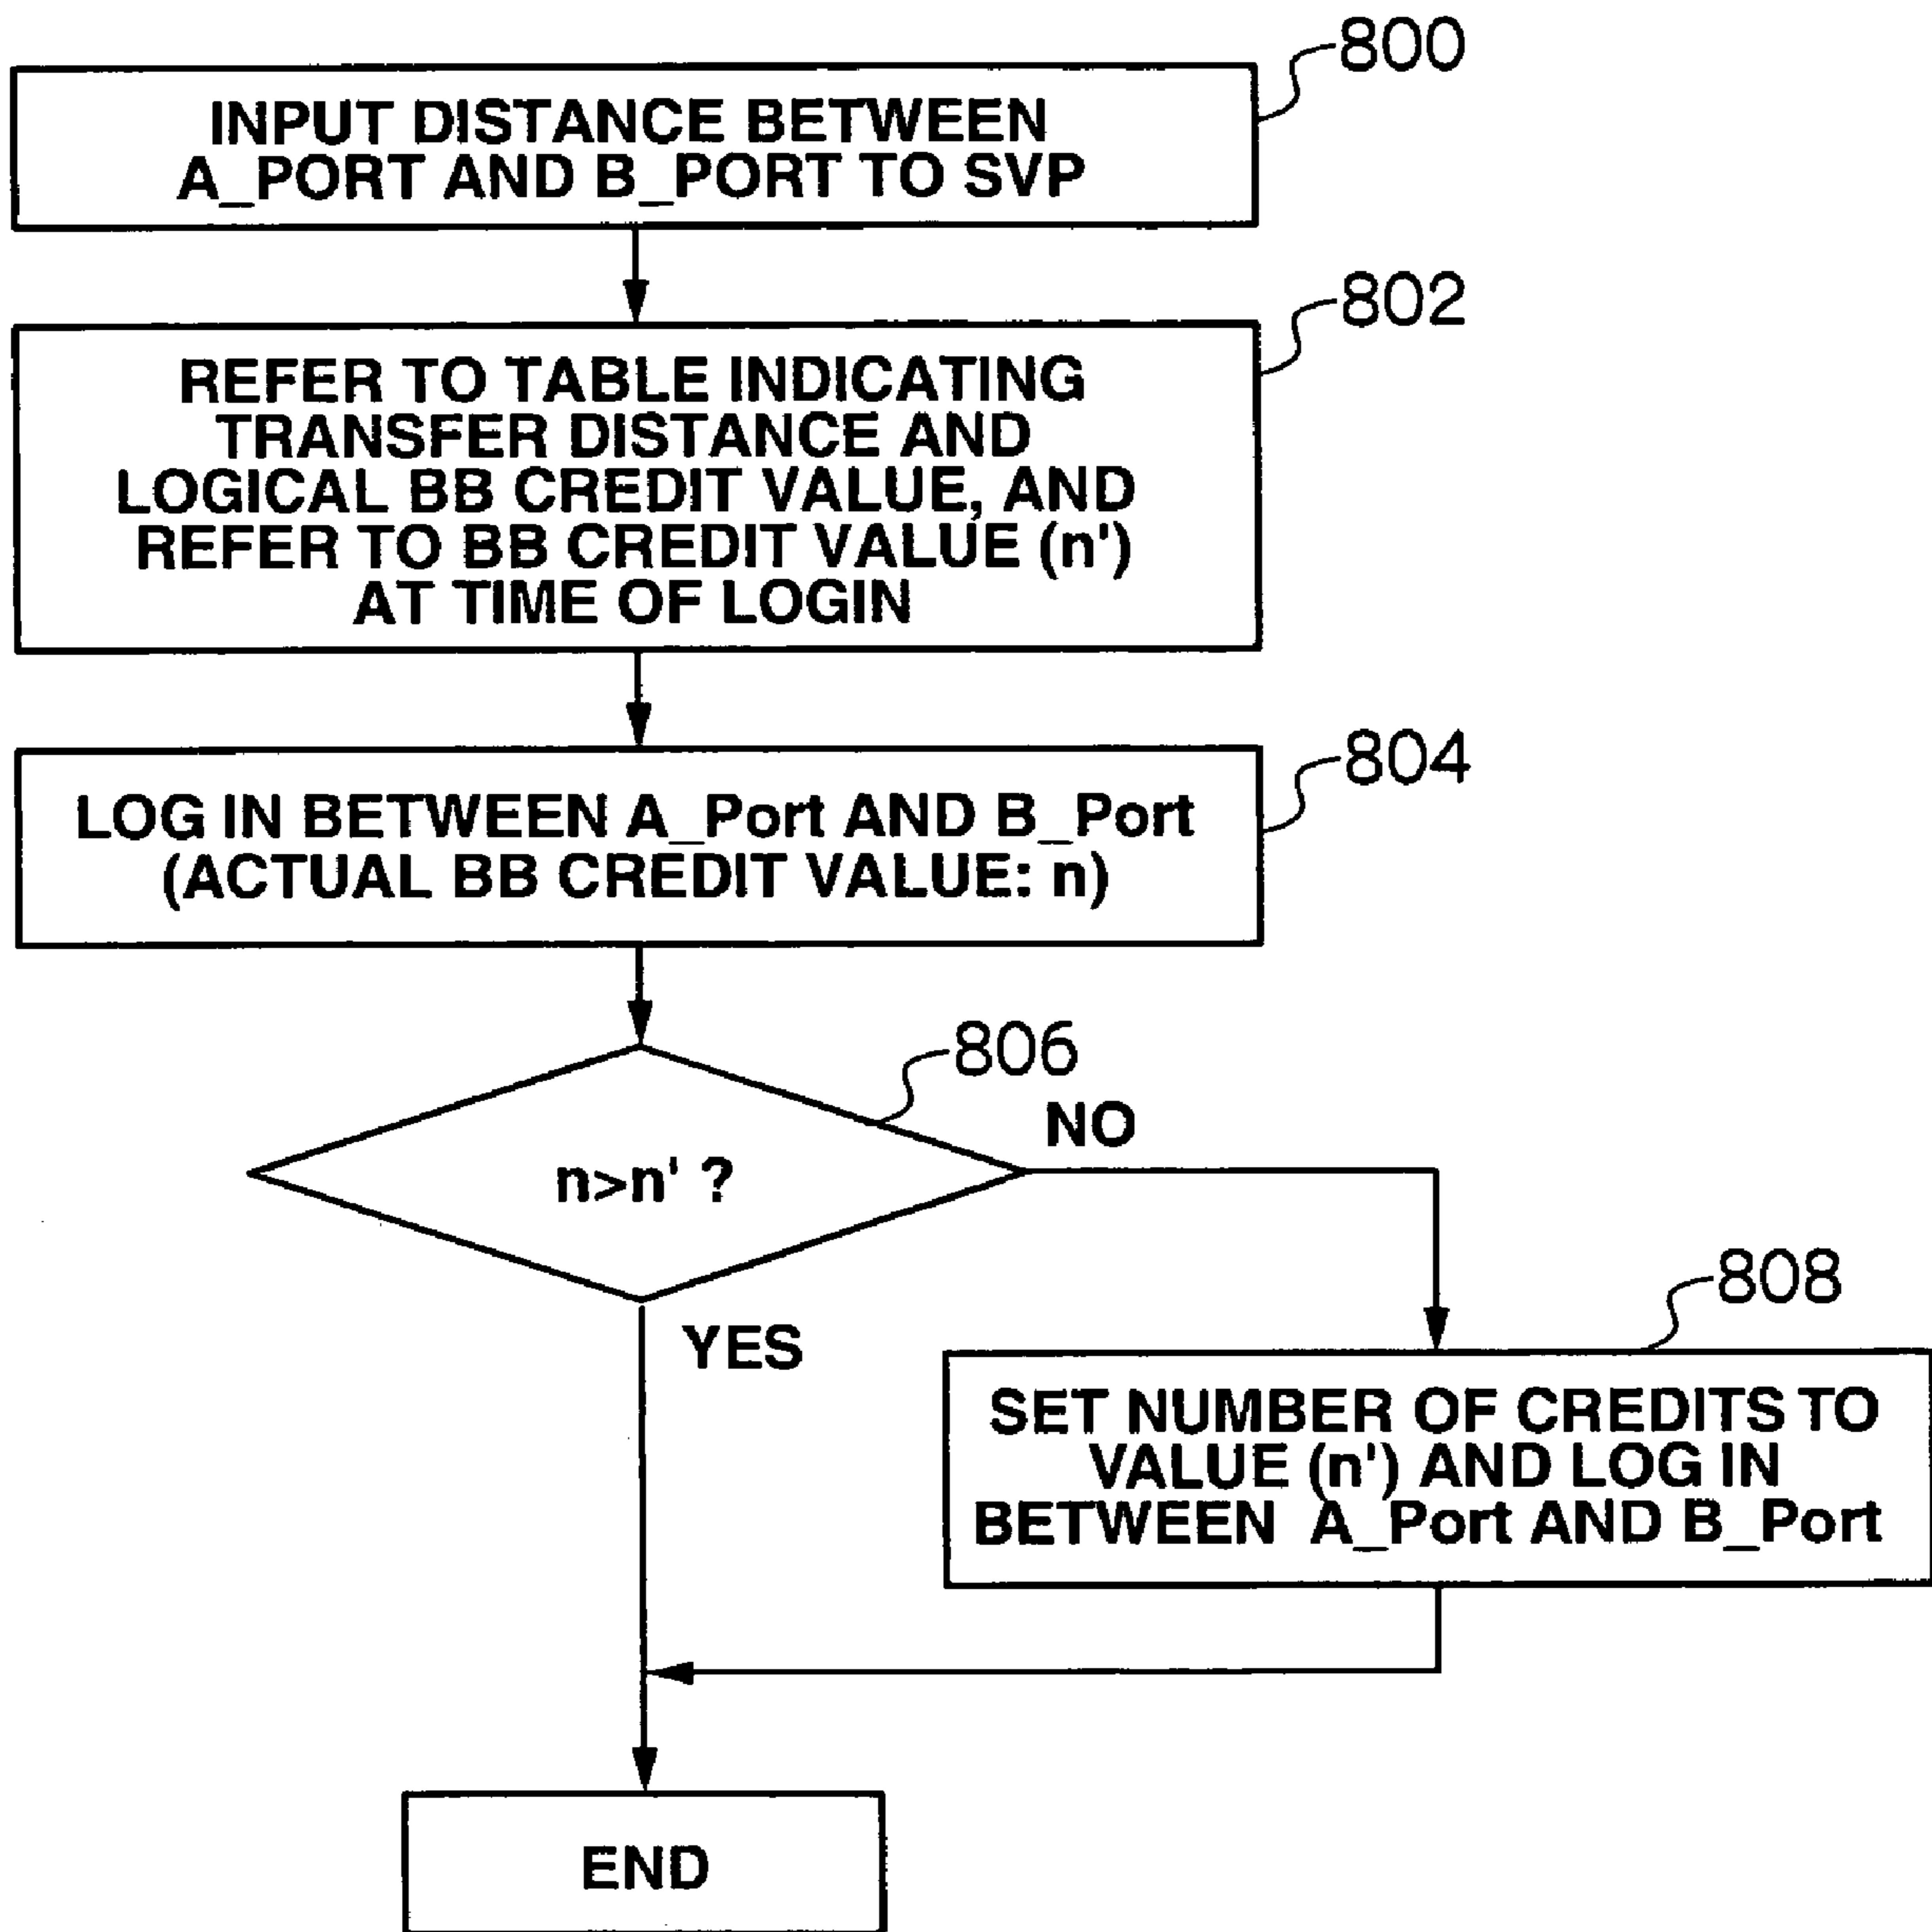 800
INPUT DISTANCE BETWEEN
A_PORT AND B_PORT TO SVP
802
REFER TO TABLE INDICATING
TRANSFER DISTANCE AND
LOGICAL BB CREDIT VALUE, AND
REFER TO BB CREDIT VALUE (n')
AT TIME OF LOGIN
804
LOG IN BETWEEN A_Port AND B_Port
(ACTUAL BB CREDIT VALUE: n)
806
NO
n>n' ?
YES
808
SET NUMBER OF CREDITS TO
VALUE (n') AND LOG IN
BETWEEN A_Port AND B_Port
END